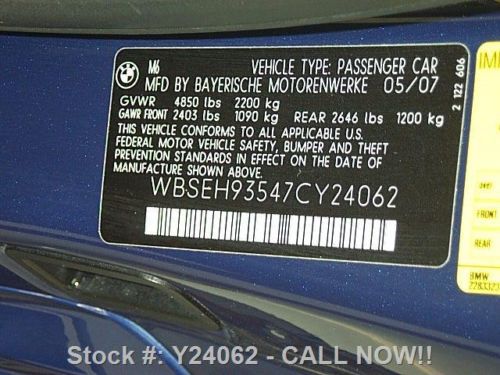 BMW
M6 VEHICLE TYPE: PASSENGER CAR
MFD BY BAYERISCHE MOTORENWERKE 05/07
GVWR 4850 lbs 2200 kg
GAWR FRONT 2403 lbs 1090 kg REAR 2646 lbs 1200 kg
THIS VEHICLE CONFORMS TO ALL APPLICABLE U.S.
FEDERAL MOTOR VEHICLE SAFETY, BUMPER AND THEFT
PREVENTION STANDARDS IN EFFECT ON THE DATE OF
MANUFACTURE SHOWN ABOVE.
WBSEH93547CY24062
2 122 606
FRONT
REAR
BMW
Stock #: Y24062 - CALL NOW!!